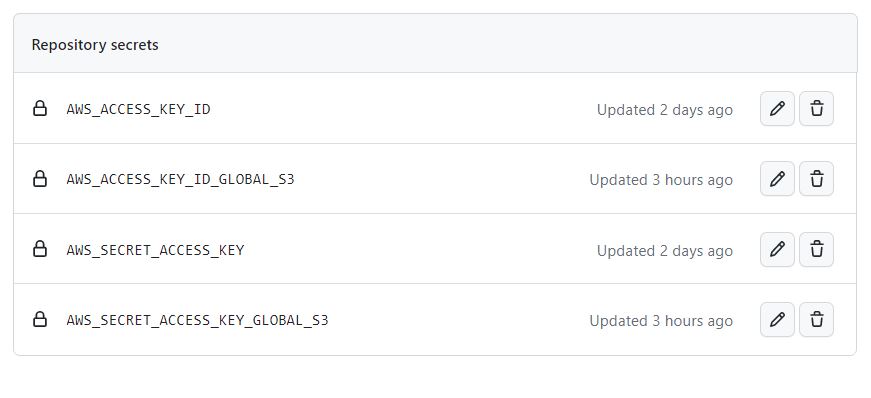 Repository secrets
AWS_ACCESS_KEY_ID Updated 2 days ago
AWS_ACCESS_KEY_ID_GLOBAL_S3 Updated 3 hours ago
AWS_SECRET_ACCESS_KEY Updated 2 days ago
AWS_SECRET_ACCESS_KEY_GLOBAL_S3 Updated 3 hours ago